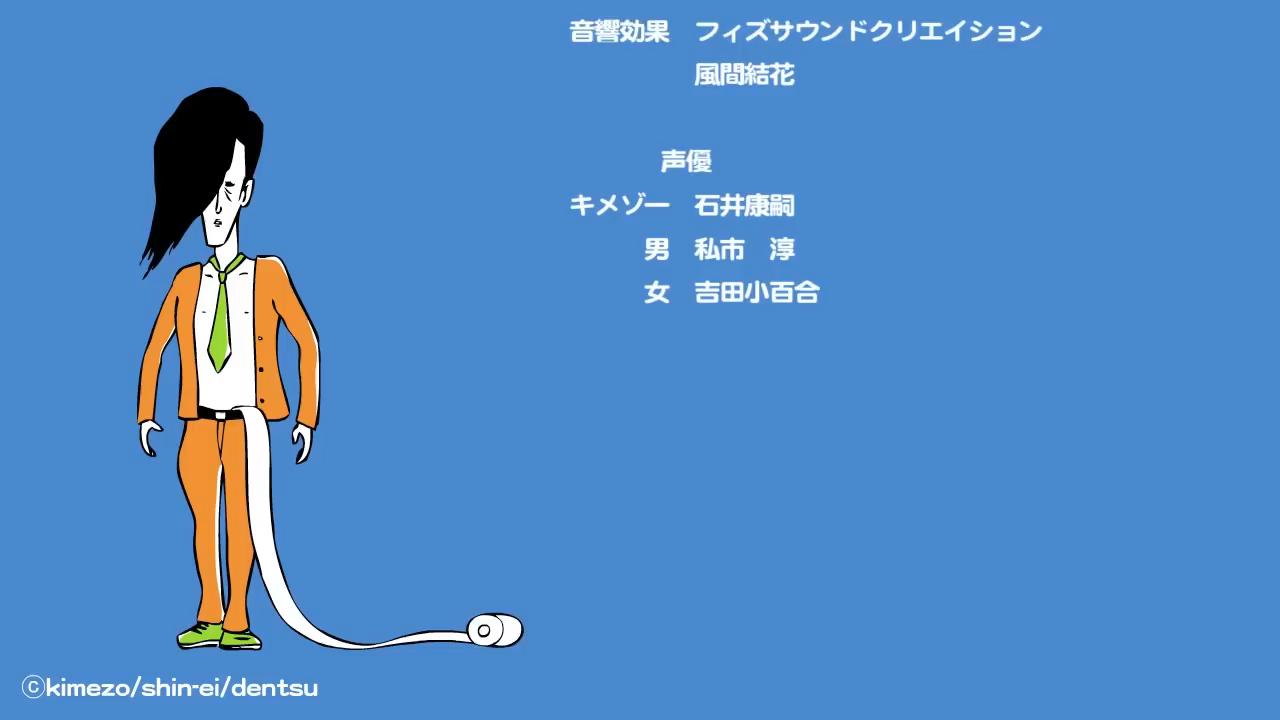 音響効果 フィズサウンドクリエイション
風間結花
声優
キメゾー 石井康嗣
男 私市 淳
女 吉田小百合
©kimezo/shin-ei/dentsu